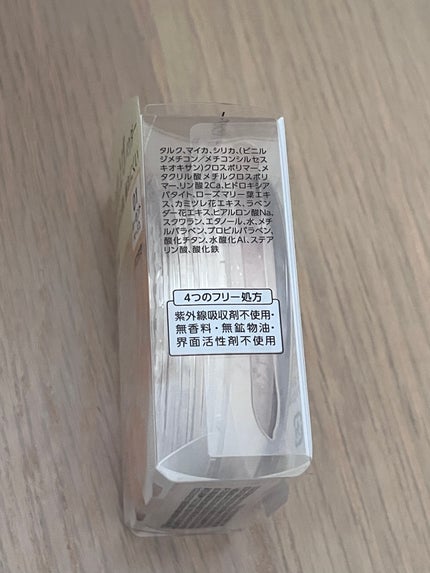 タルク、マイカ、シリカ、(ビニル
ジメチコン/メチコンシルセス
キオキサン)クロスポリマー、メ
タクリル酸メチルクロスポリ
マー、リン酸2Ca、ヒドロキシア
パタイト、ローズマリー葉エキ
ス、カミツレ花エキス、ラベン
ダー花エキス、ヒアルロン酸Na、
スクワラン、エタノール、水、メチ
ルパラベン、プロピルパラベン、
酸化チタン、水酸化Al、ステア
リン酸、酸化鉄
4つのフリー処方
紫外線吸収剤不使用・
無香料・無鉱物油・
界面活性剤不使用